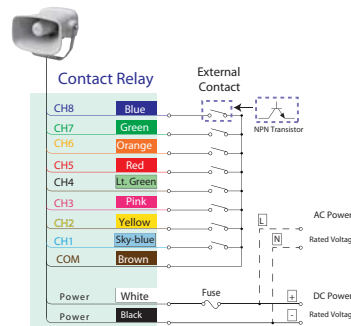 External
Contact
Contact Relay
CH8 Blue
NPN Transistor
CH7 Green
CH6 Orange
CH5 Red
CH4 Lt. Green
CH3 Pink
CH2 Yellow
L
AC Power
CH1 Sky-blue
N
Rated Voltag
COM Brown
Power White
Fuse
+
DC Power
Power Black
-
Rated Voltag